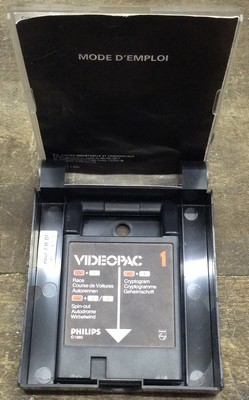 MODE D'EMPLOI
VIDEOPAC 1
Race
Course de Voitures
Autorennen
Spin-out
Autodrome
Wirbelwind
Cryptogram
Cryptogramme
Geheimschrift
PHILIPS